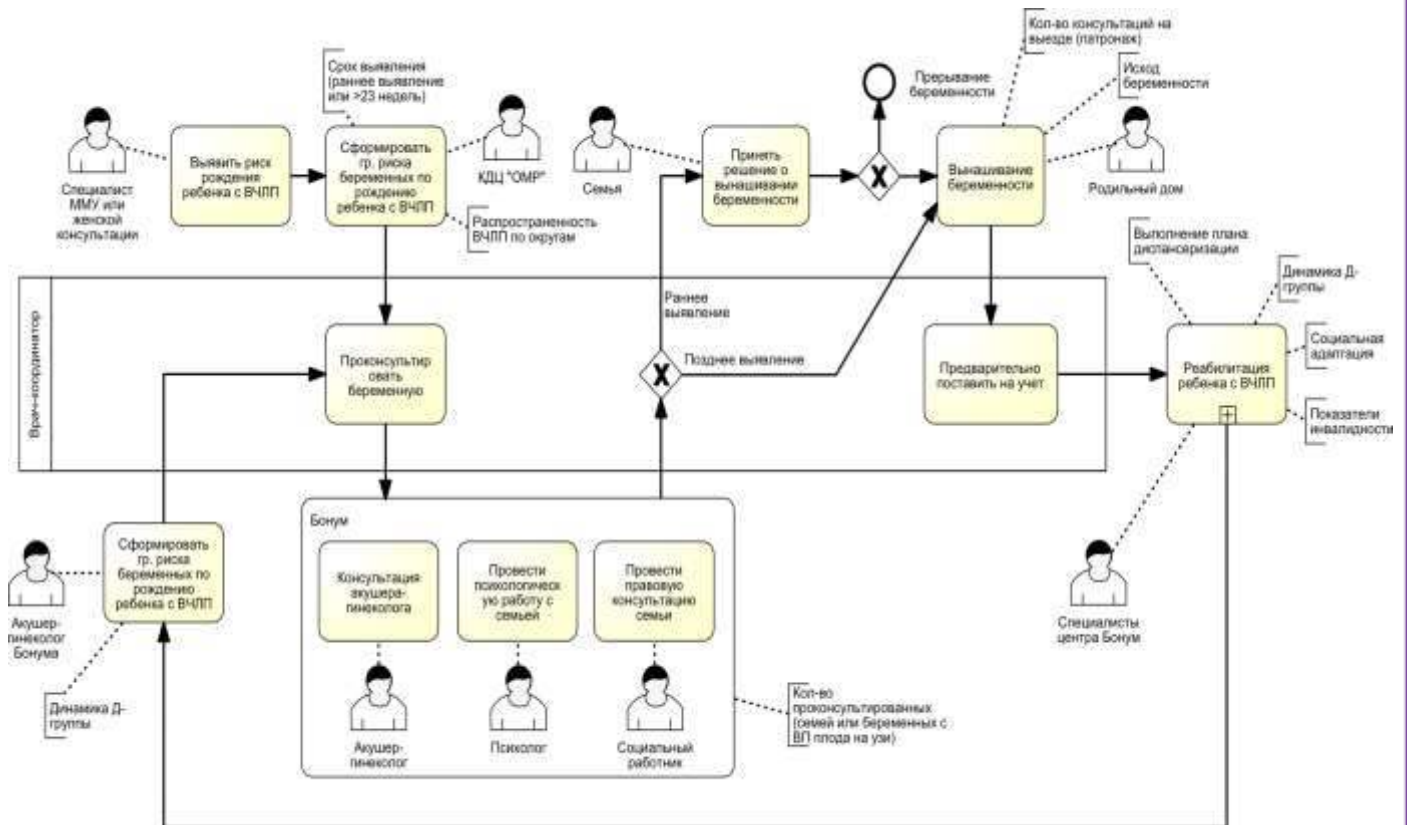 Кол-во консультаций на
выезде (патронаж)
Срок выявления
(раннее выявление
или >23 недель)
Прерывание
беременности
Исход
беременности
Выявить риск
рождения
ребенка с ВЧЛП
Сформировать
гр. риска
беременных по
рождению
ребенка с ВЧЛП
Принять
решение о
вынашивании
беременности
Вынашивание
беременности
Специалист
ММУ или
женской
консультации
КДЦ "ОМР"
Семья
Родильный дом
Распространенность
ВЧЛП по округам
Выполнение плана
диспансеризации
Динамика Д-
группы
Врач-координатор
Раннее
выявление
Проконсультир
овать
беременную
Позднее выявление
Предварительно
поставить на учет
Реабилитация
ребенка с ВЧЛП
Социальная
адаптация
Показатели
инвалидности
Бонум
Сформировать
гр. риска
беременных по
рождению
ребенка с ВЧЛП
Консультация
акушера-
гинеколога
Провести
психологическ
ую работу с
семьей
Провести
правовую
консультацию
семьи
Акушер-
гинеколог
Бонума
Специалисты
центра Бонум
Динамика Д-
группы
Акушер-
гинеколог
Психолог
Социальный
работник
Кол-во
проконсультированных
(семей или беременных с
ВП плода на узи)